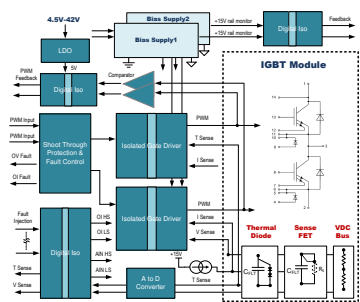 Bias Supply2
4.5V-42V
+15V rail monitor
Feedback
Bias Supply1
Digital Iso
LDO
+15V rail monitor
5V
PWM
Feedback
Comparator
Digital Iso
IGBT Module
PWM Input
PWM
PWM Input
Shoot Through
Protection &
Fault Control
Isolated Gate Driver
T Sense
OV Fault
I Sense
OI Fault
Isolated Gate Driver
PWM
Fault
Injection
OI HS
I Sense
OI LS
V Sense
Thermal
Diode
Sense
FET
VDC
Bus
Digital Iso
AIN HS
+15V
AIN LS
T Sense
A to D
Converter
T Sense
V Sense